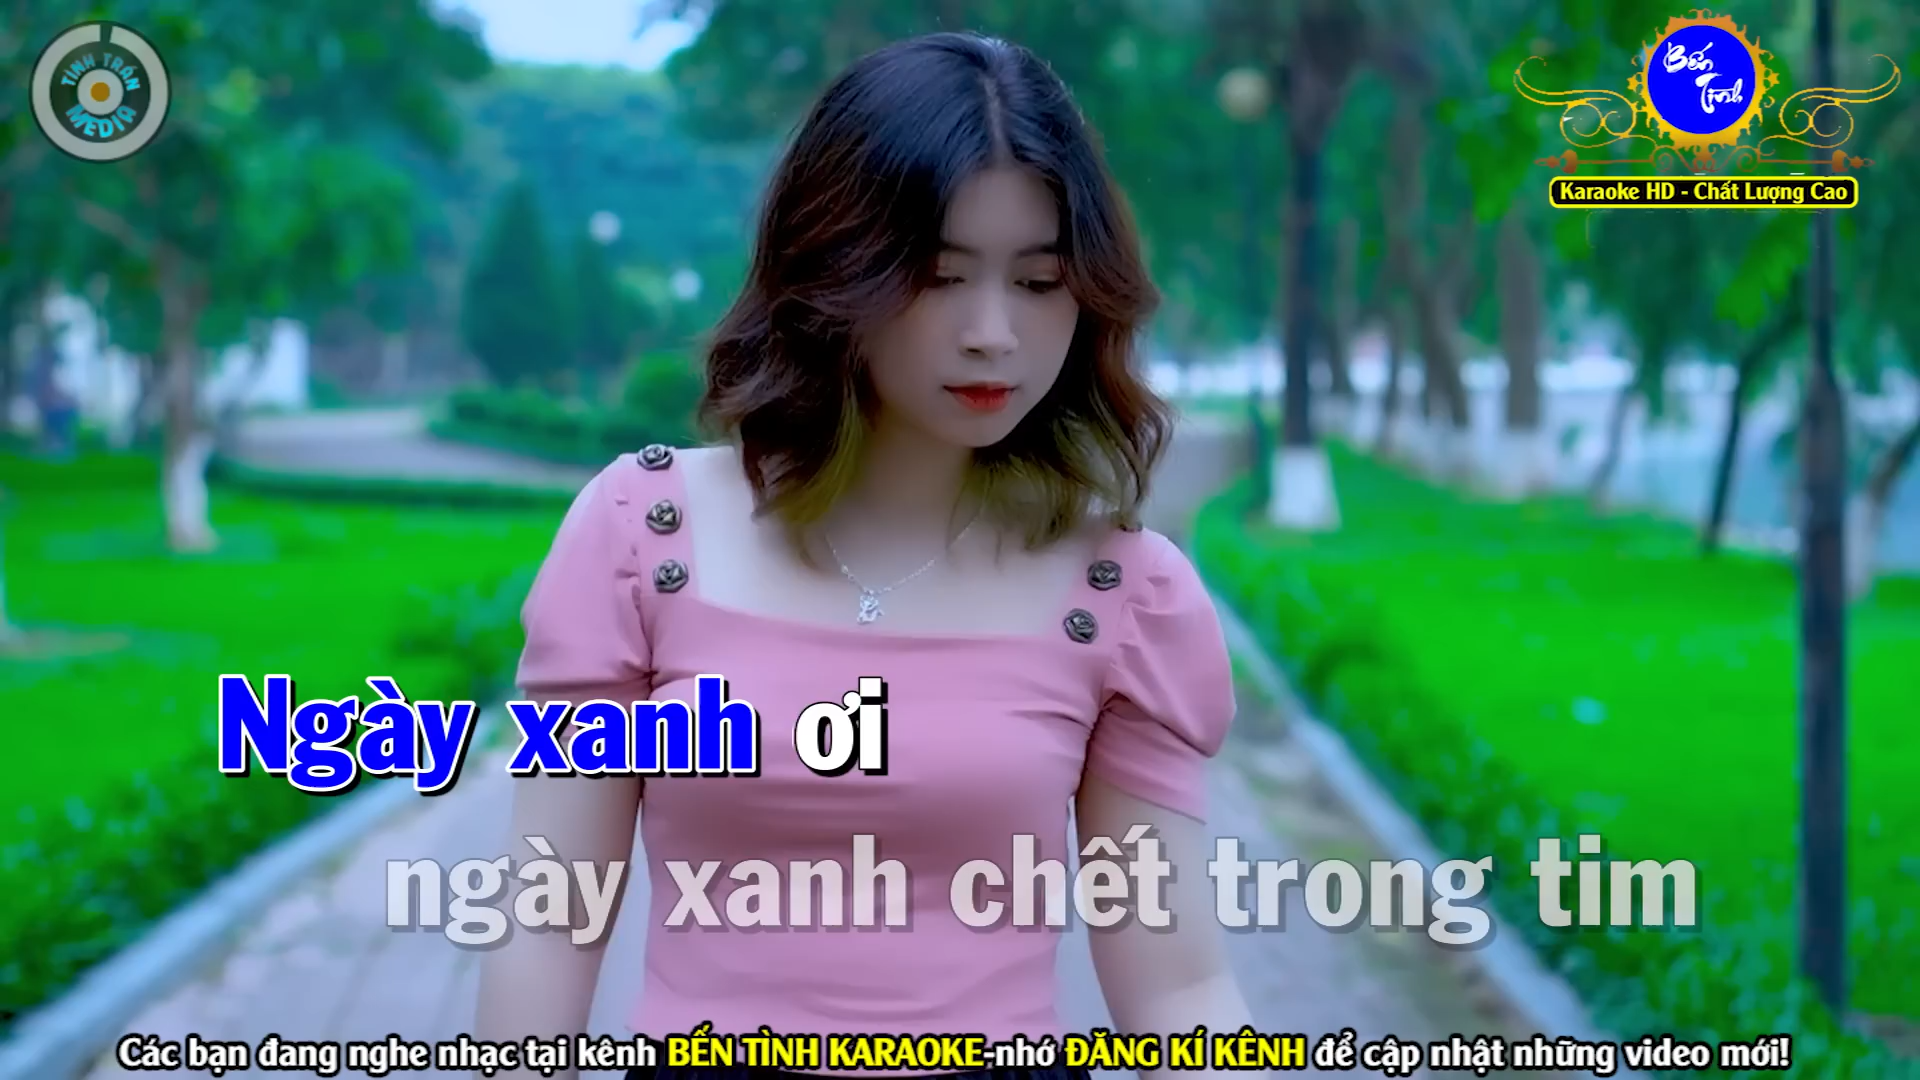 TÌNH TRẦN
MEDIA
Bến
Tình
Karaoke HD - Chất Lượng Cao
Ngày xanh ơi
ngày xanh chết trong tim
Các bạn đang nghe nhạc tại kênh BẾN TÌNH KARAOKE-nhớ ĐĂNG KÍ KÊNH để cập nhật những video mới!